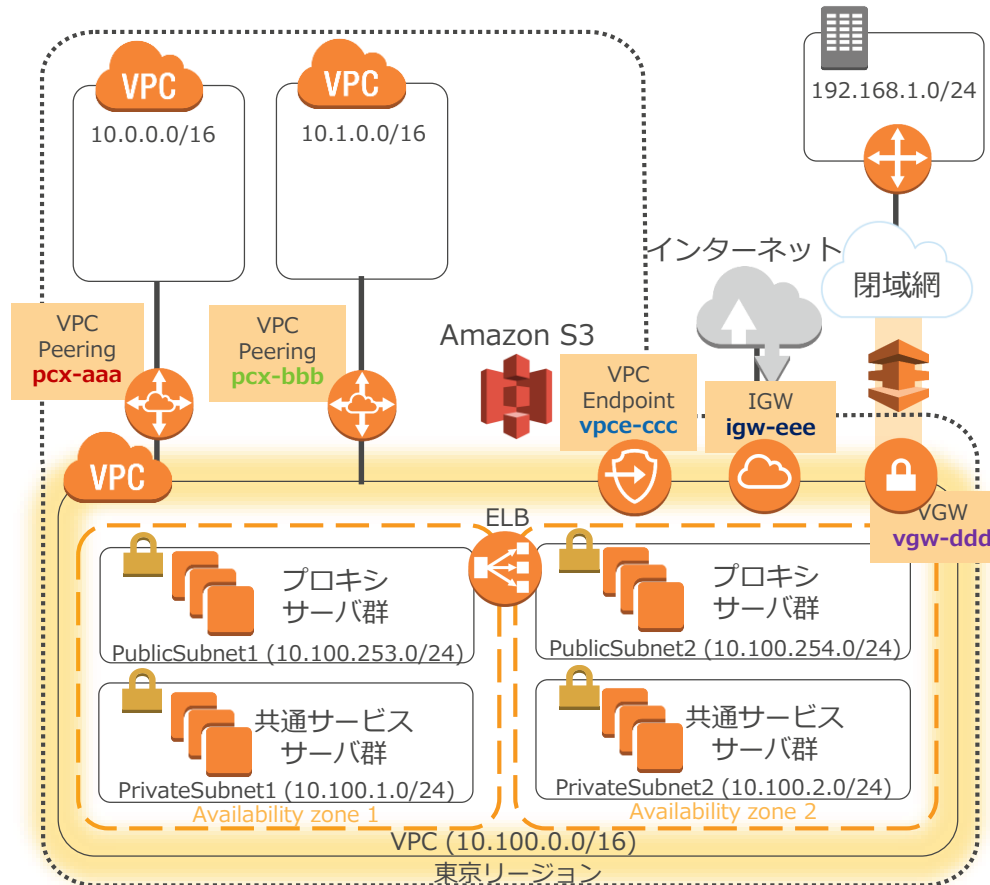 VPC
10.0.0.0/16
VPC
10.1.0.0/16
192.168.1.0/24
インターネット
閉域網
VPC
Peering
pcx-aaa
VPC
Peering
pcx-bbb
Amazon S3
VPC
Endpoint
vpce-ccc
IGW
igw-eee
VPC
VGW
vgw-ddd
ELB
プロキシ
サーバ群
PublicSubnet1 (10.100.253.0/24)
プロキシ
サーバ群
PublicSubnet2 (10.100.254.0/24)
共通サービス
サーバ群
PrivateSubnet1 (10.100.1.0/24)
共通サービス
サーバ群
PrivateSubnet2 (10.100.2.0/24)
Availability zone 1
Availability zone 2
VPC (10.100.0.0/16)
東京リージョン